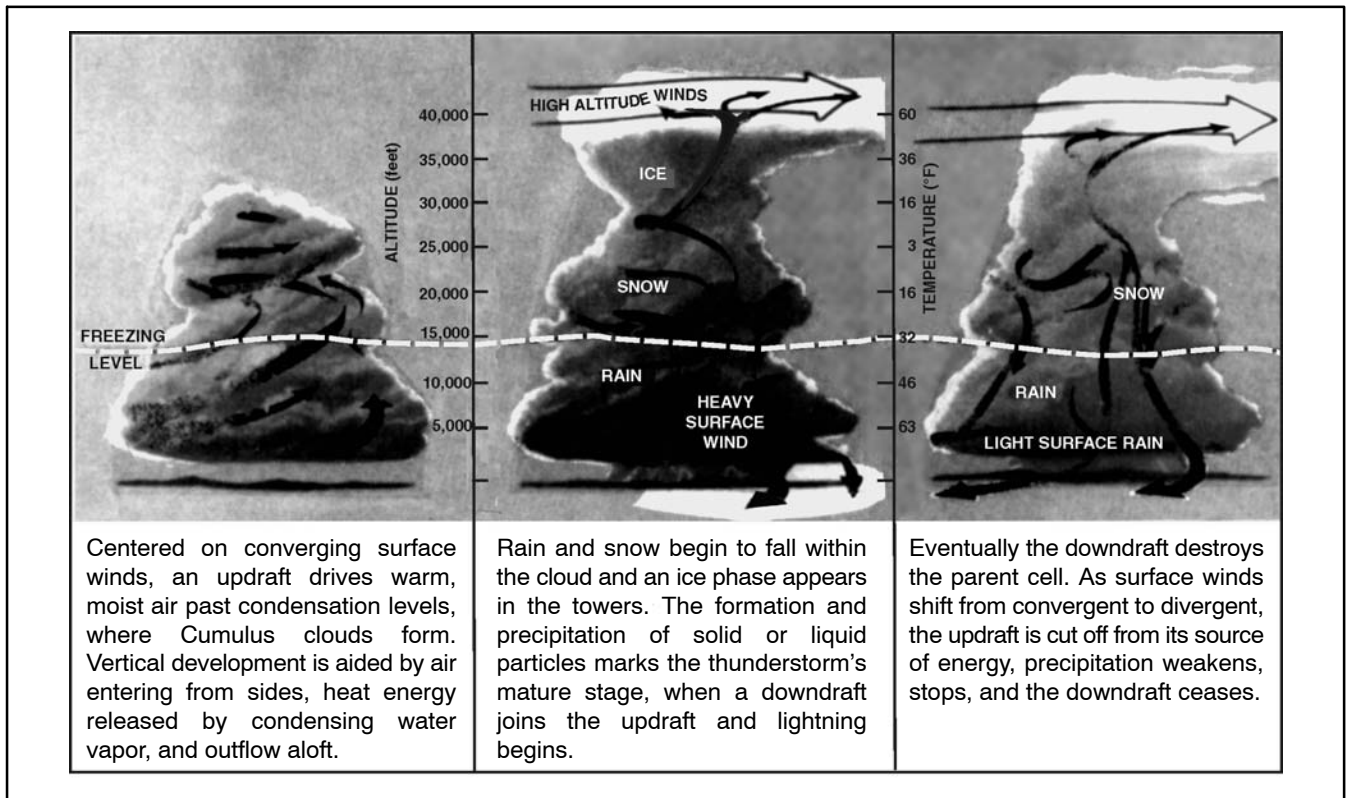 FREEZING
LEVEL
ALTITUDE (feet)
40,000
35,000
30,000
25,000
20,000
15,000
10,000
5,000
HIGH ALTITUDE WINDS
ICE
SNOW
RAIN
HEAVY
SURFACE
WIND
60
36
16
3
16
32
46
63
TEMPERATURE (°F)
SNOW
RAIN
LIGHT SURFACE RAIN
Centered on converging surface
winds, an updraft drives warm,
moist air past condensation levels,
where Cumulus clouds form.
Vertical development is aided by air
entering from sides, heat energy
released by condensing water
vapor, and outflow aloft.
Rain and snow begin to fall within
the cloud and an ice phase appears
in the towers. The formation and
precipitation of solid or liquid
particles marks the thunderstorm’s
mature stage, when a downdraft
joins the updraft and lightning
begins.
Eventually the downdraft destroys
the parent cell. As surface winds
shift from convergent to divergent,
the updraft is cut off from its source
of energy, precipitation weakens,
stops, and the downdraft ceases.